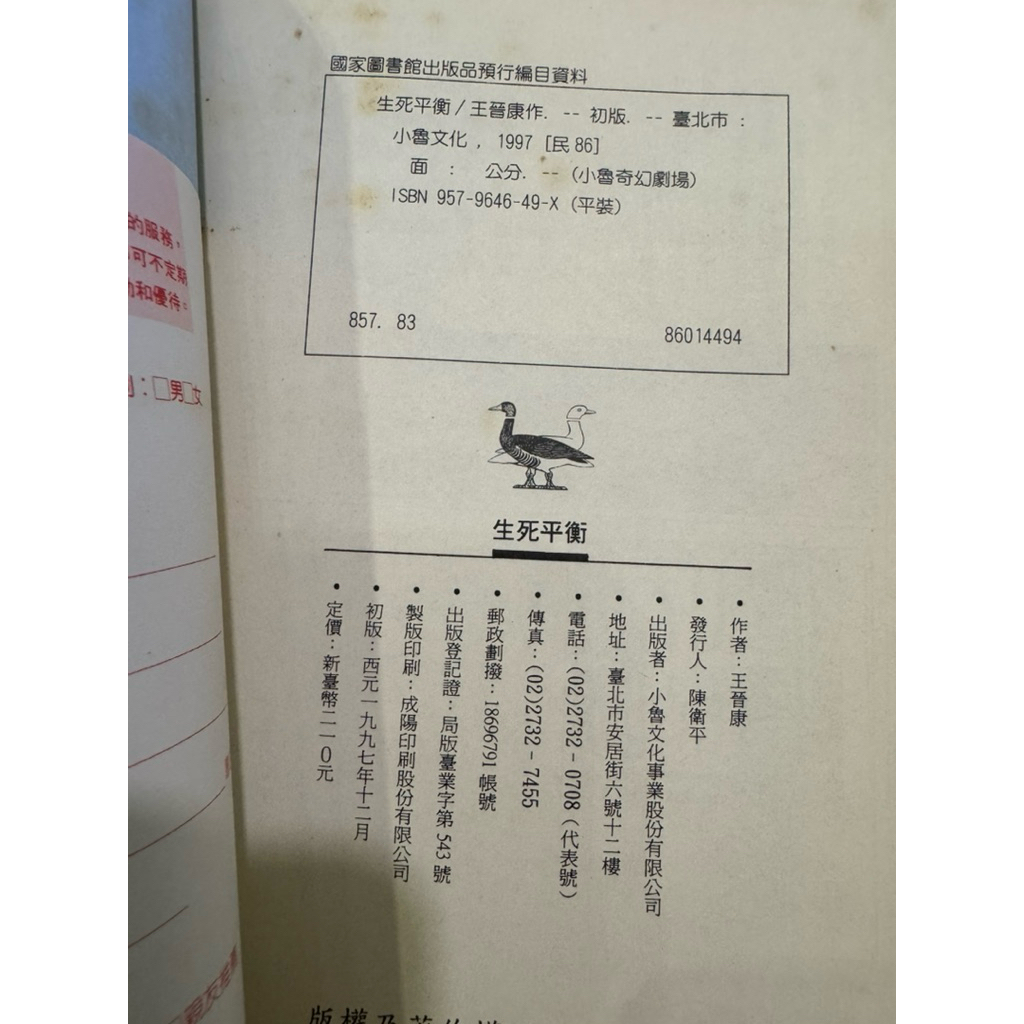 國家圖書館出版品預行編目資料
生死平衡 / 王晉康作. -- 初版. -- 臺北市 :
小魯文化 , 1997 [民 86]
面 : 公分. -- (小魯奇幻劇場)
ISBN 957-9646-49-X (平裝)
857. 83
86014494
生死平衡
•作者：王晉康
•發行人：陳衛平
•出版者：小魯文化事業股份有限公司
•地址：臺北市安居街六號十二樓
•電話：(02)2732-0708（代表號）
•傳真：(02)2732-7455
•郵政劃撥：18696791 帳號
•出版登記證：局版臺業字第 543 號
•製版印刷：成陽印刷股份有限公司
•初版：西元一九九七年十二月
•定價：新臺幣二一０元
版權及著作
的服務，
可不定期
和優待。
：□男□女